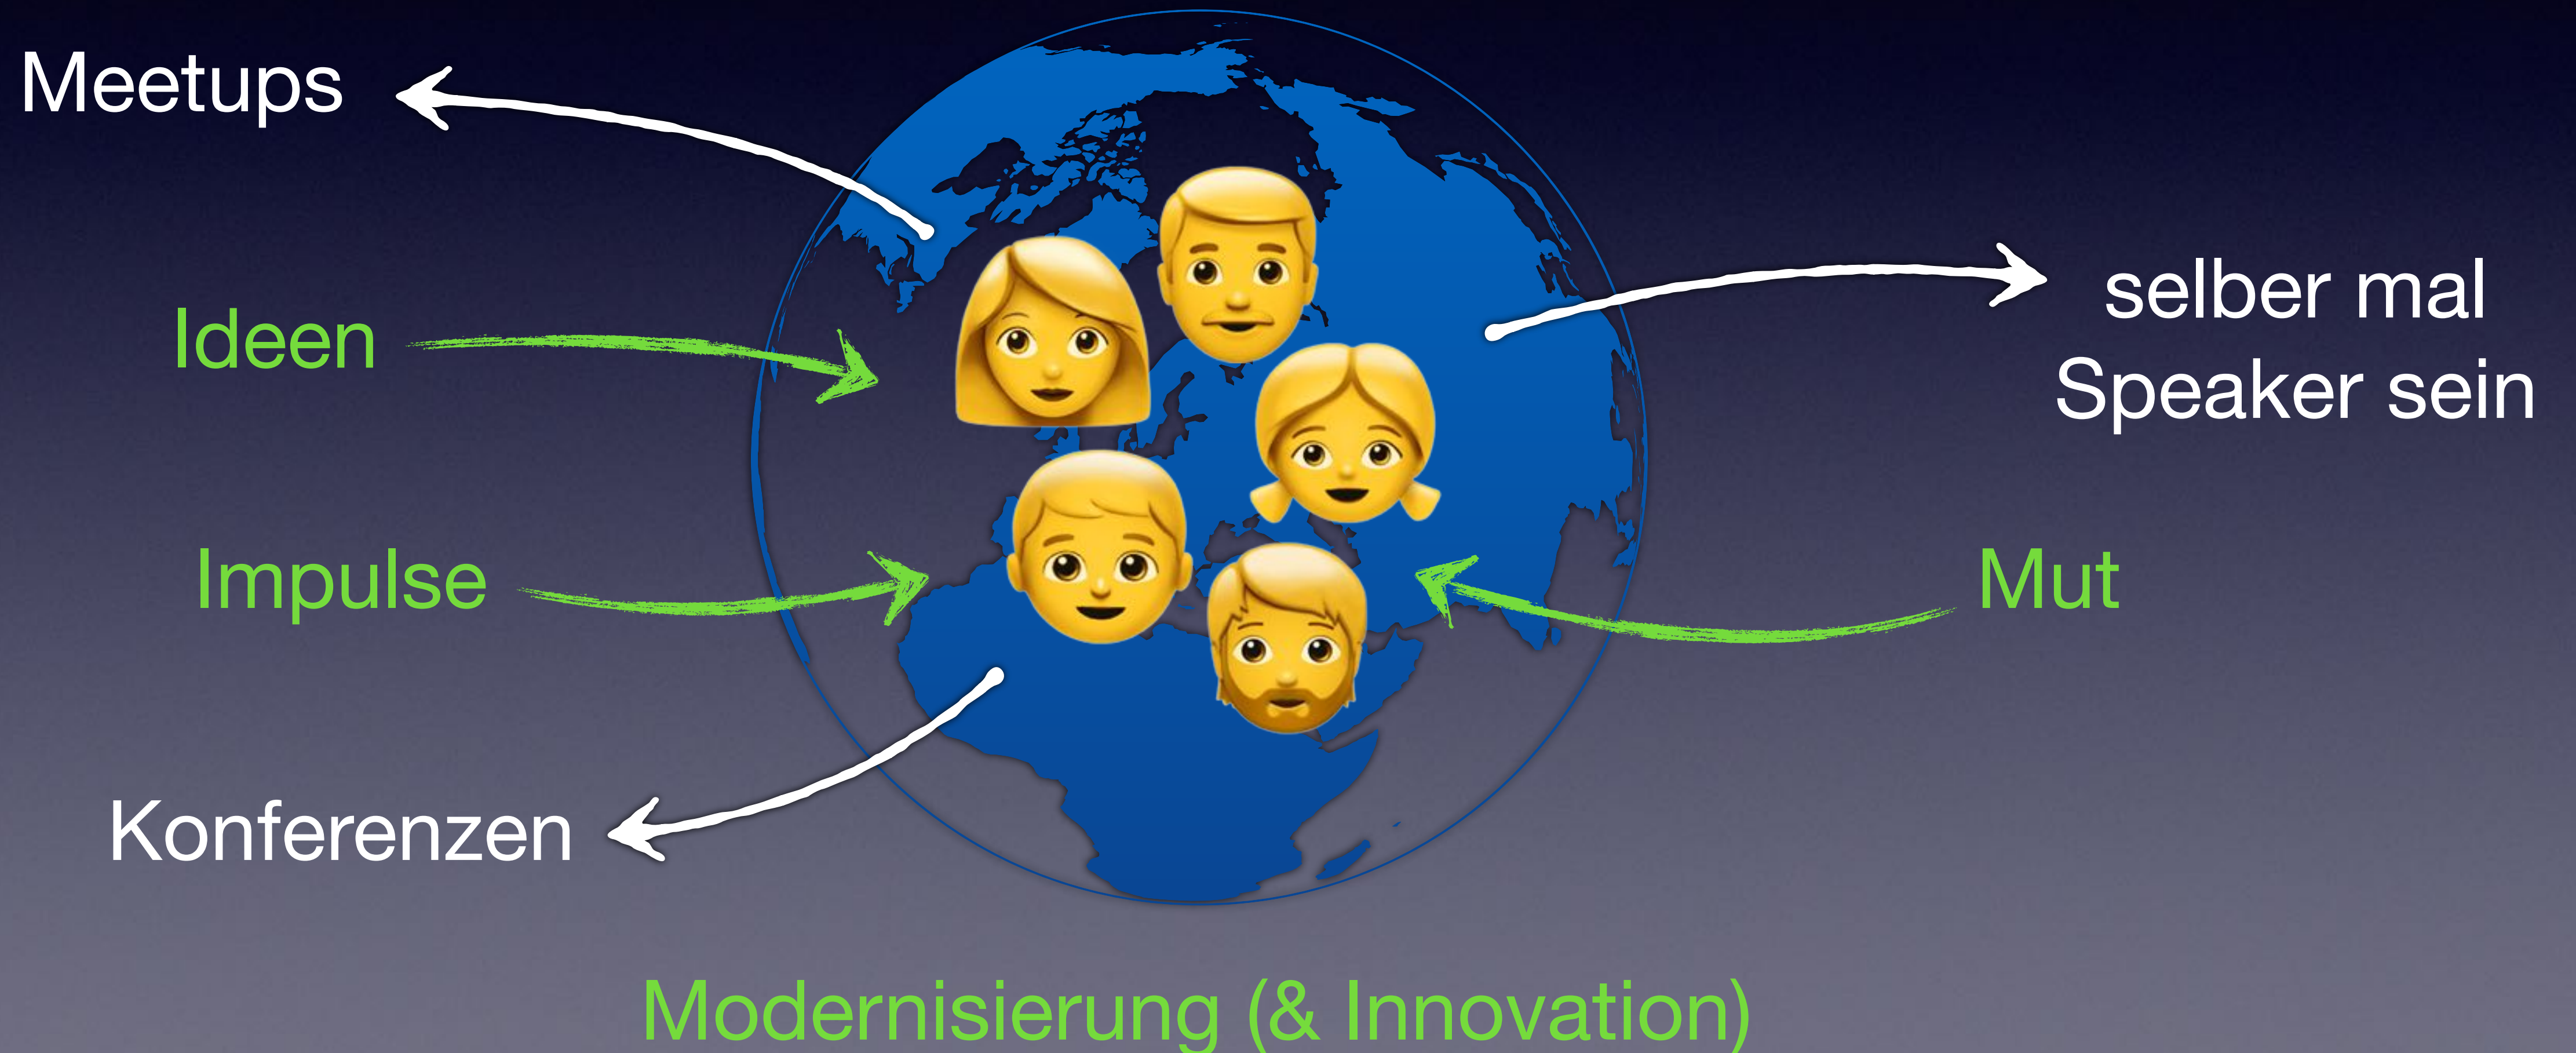 Meetups
Ideen
selber mal
Speaker sein
Impulse
Mut
Konferenzen
Modernisierung (& Innovation)